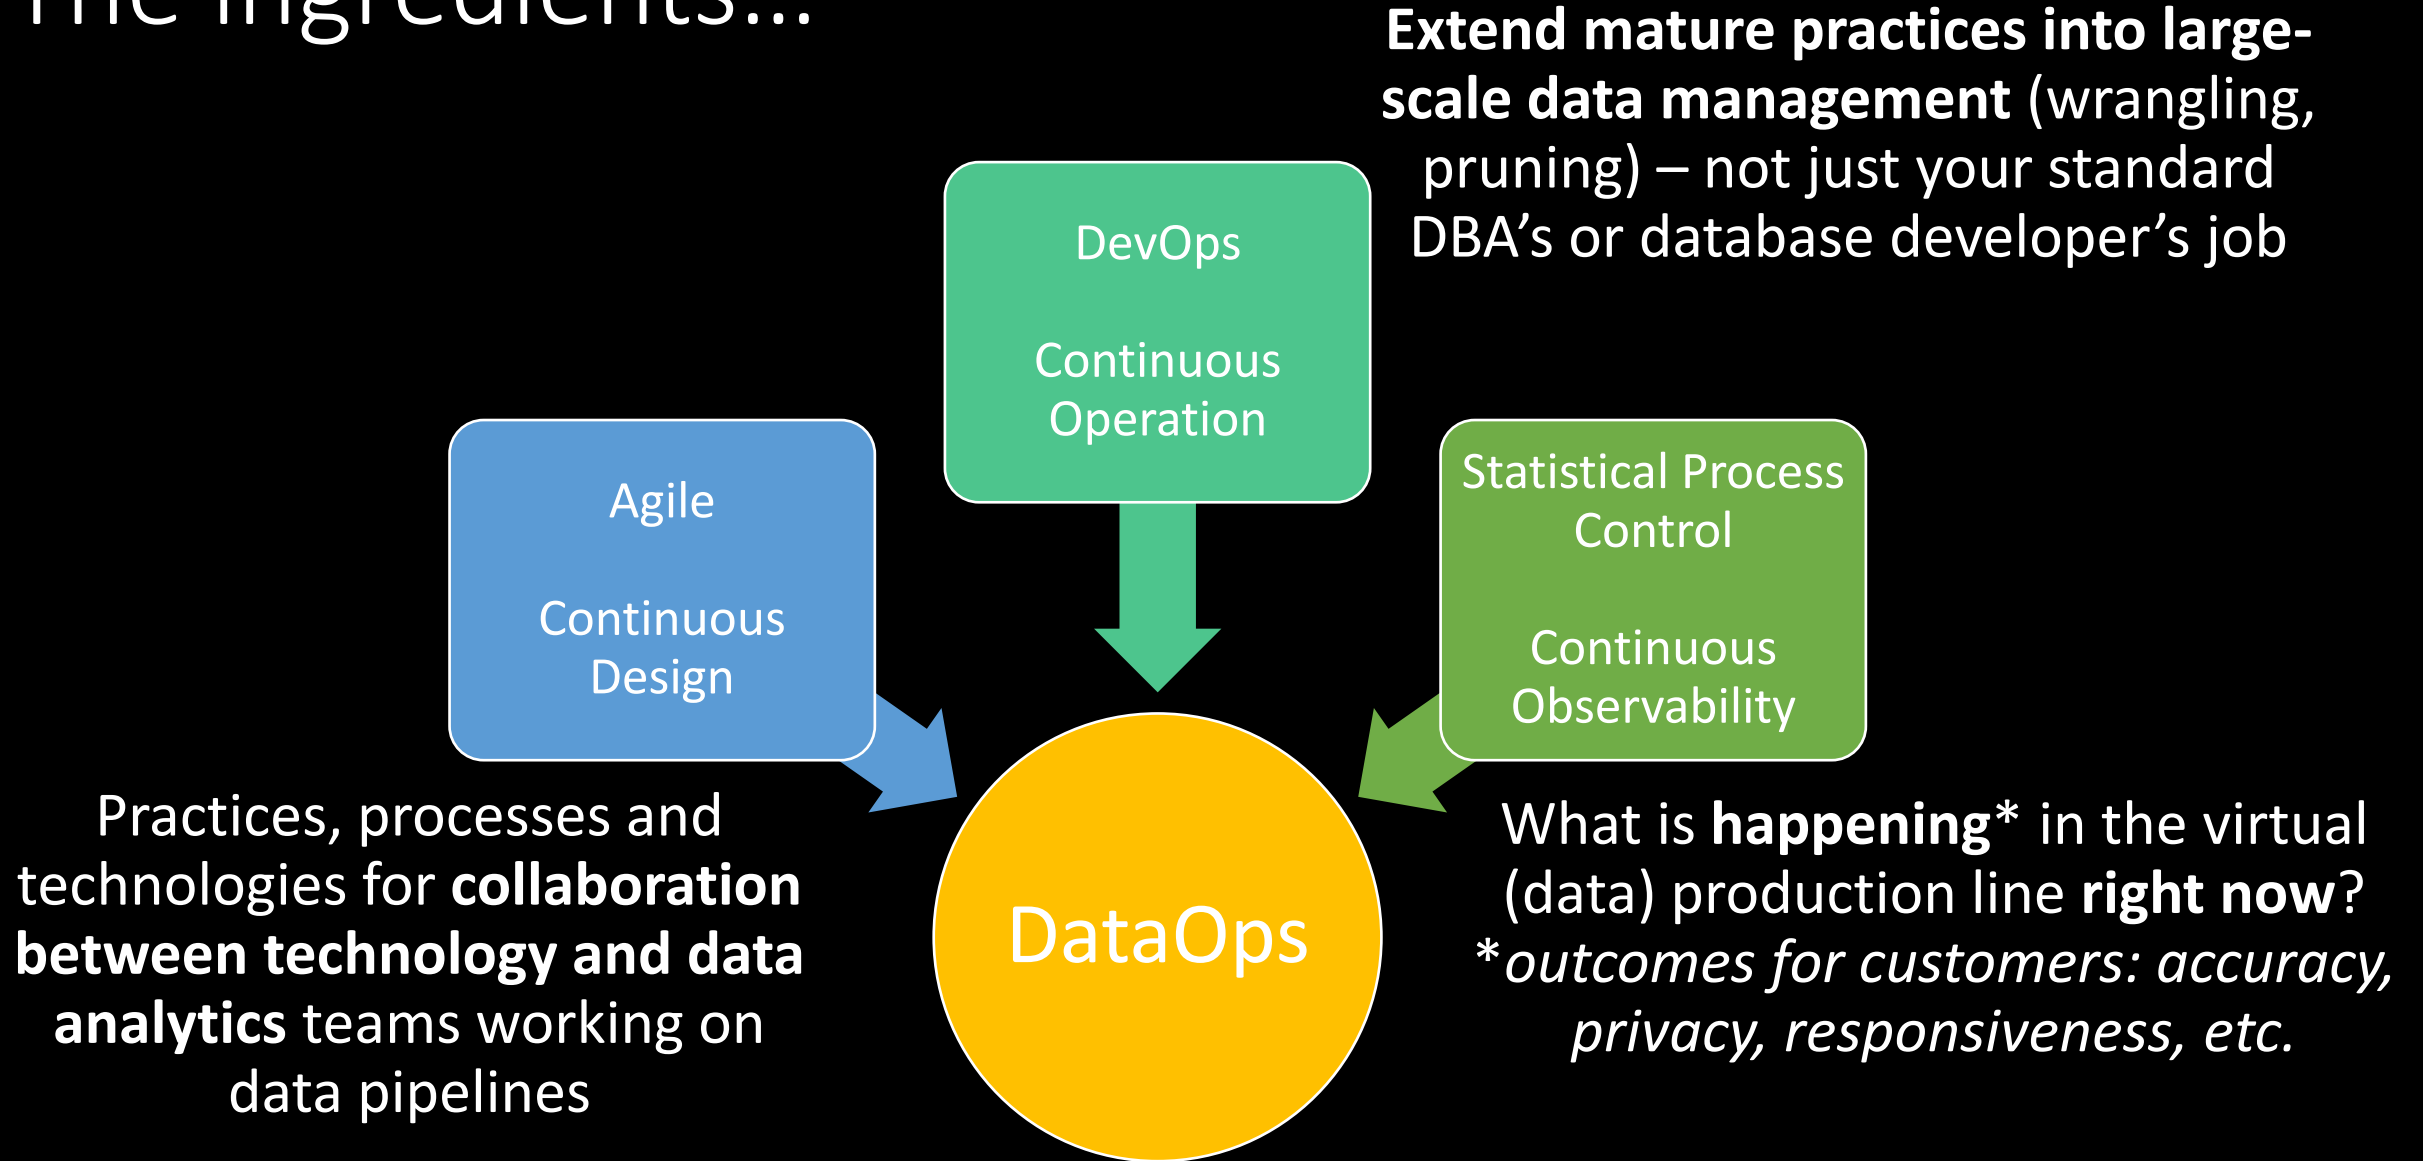 The Ingredients...
Extend mature practices into large-
scale data management (wrangling,
pruning) – not just your standard
DBA’s or database developer’s job
DevOps
Continuous
Operation
Agile
Continuous
Design
Statistical Process
Control
Continuous
Observability
Practices, processes and
technologies for collaboration
between technology and data
analytics teams working on
data pipelines
DataOps
What is happening* in the virtual
(data) production line right now?
*outcomes for customers: accuracy,
privacy, responsiveness, etc.